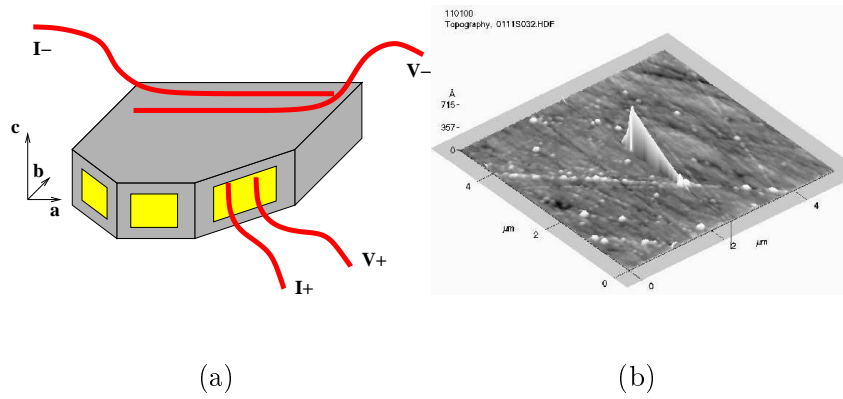 I−
V−
c
b
a
V+
I+
(a)
110100
Topography, 0111S032.HDF
Å
715
357
0
4
2
0
µm
0
2
4
µm
(b)